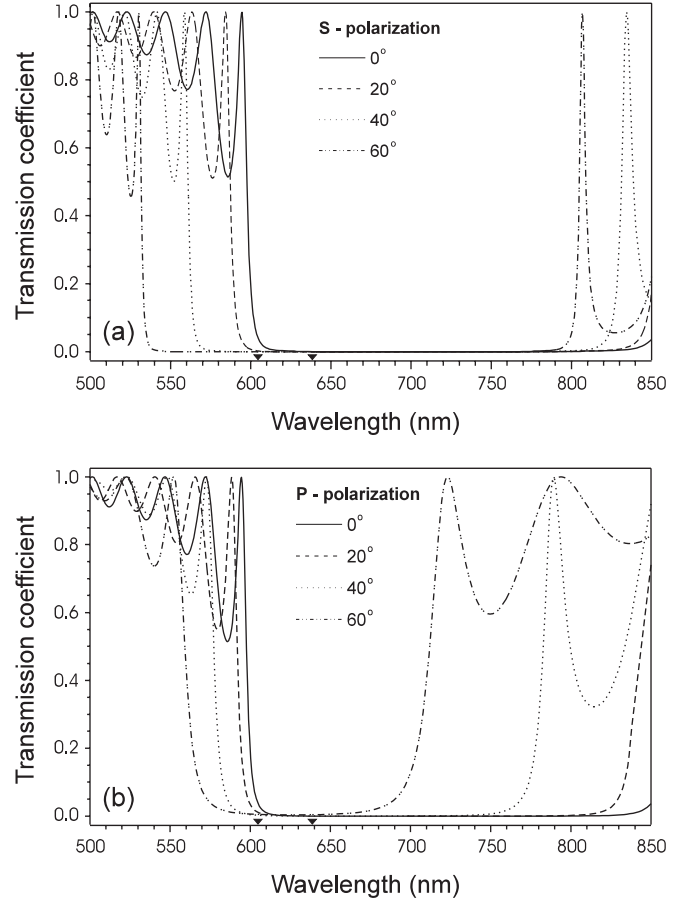 S - polarization
0°
20°
40°
60°
Transmission coefficient
1.0
0.8
0.6
0.4
0.2
0.0
(a)
500 550 600 650 700 750 800 850
Wavelength (nm)
P - polarization
0°
20°
40°
60°
Transmission coefficient
1.0
0.8
0.6
0.4
0.2
0.0
(b)
500 550 600 650 700 750 800 850
Wavelength (nm)